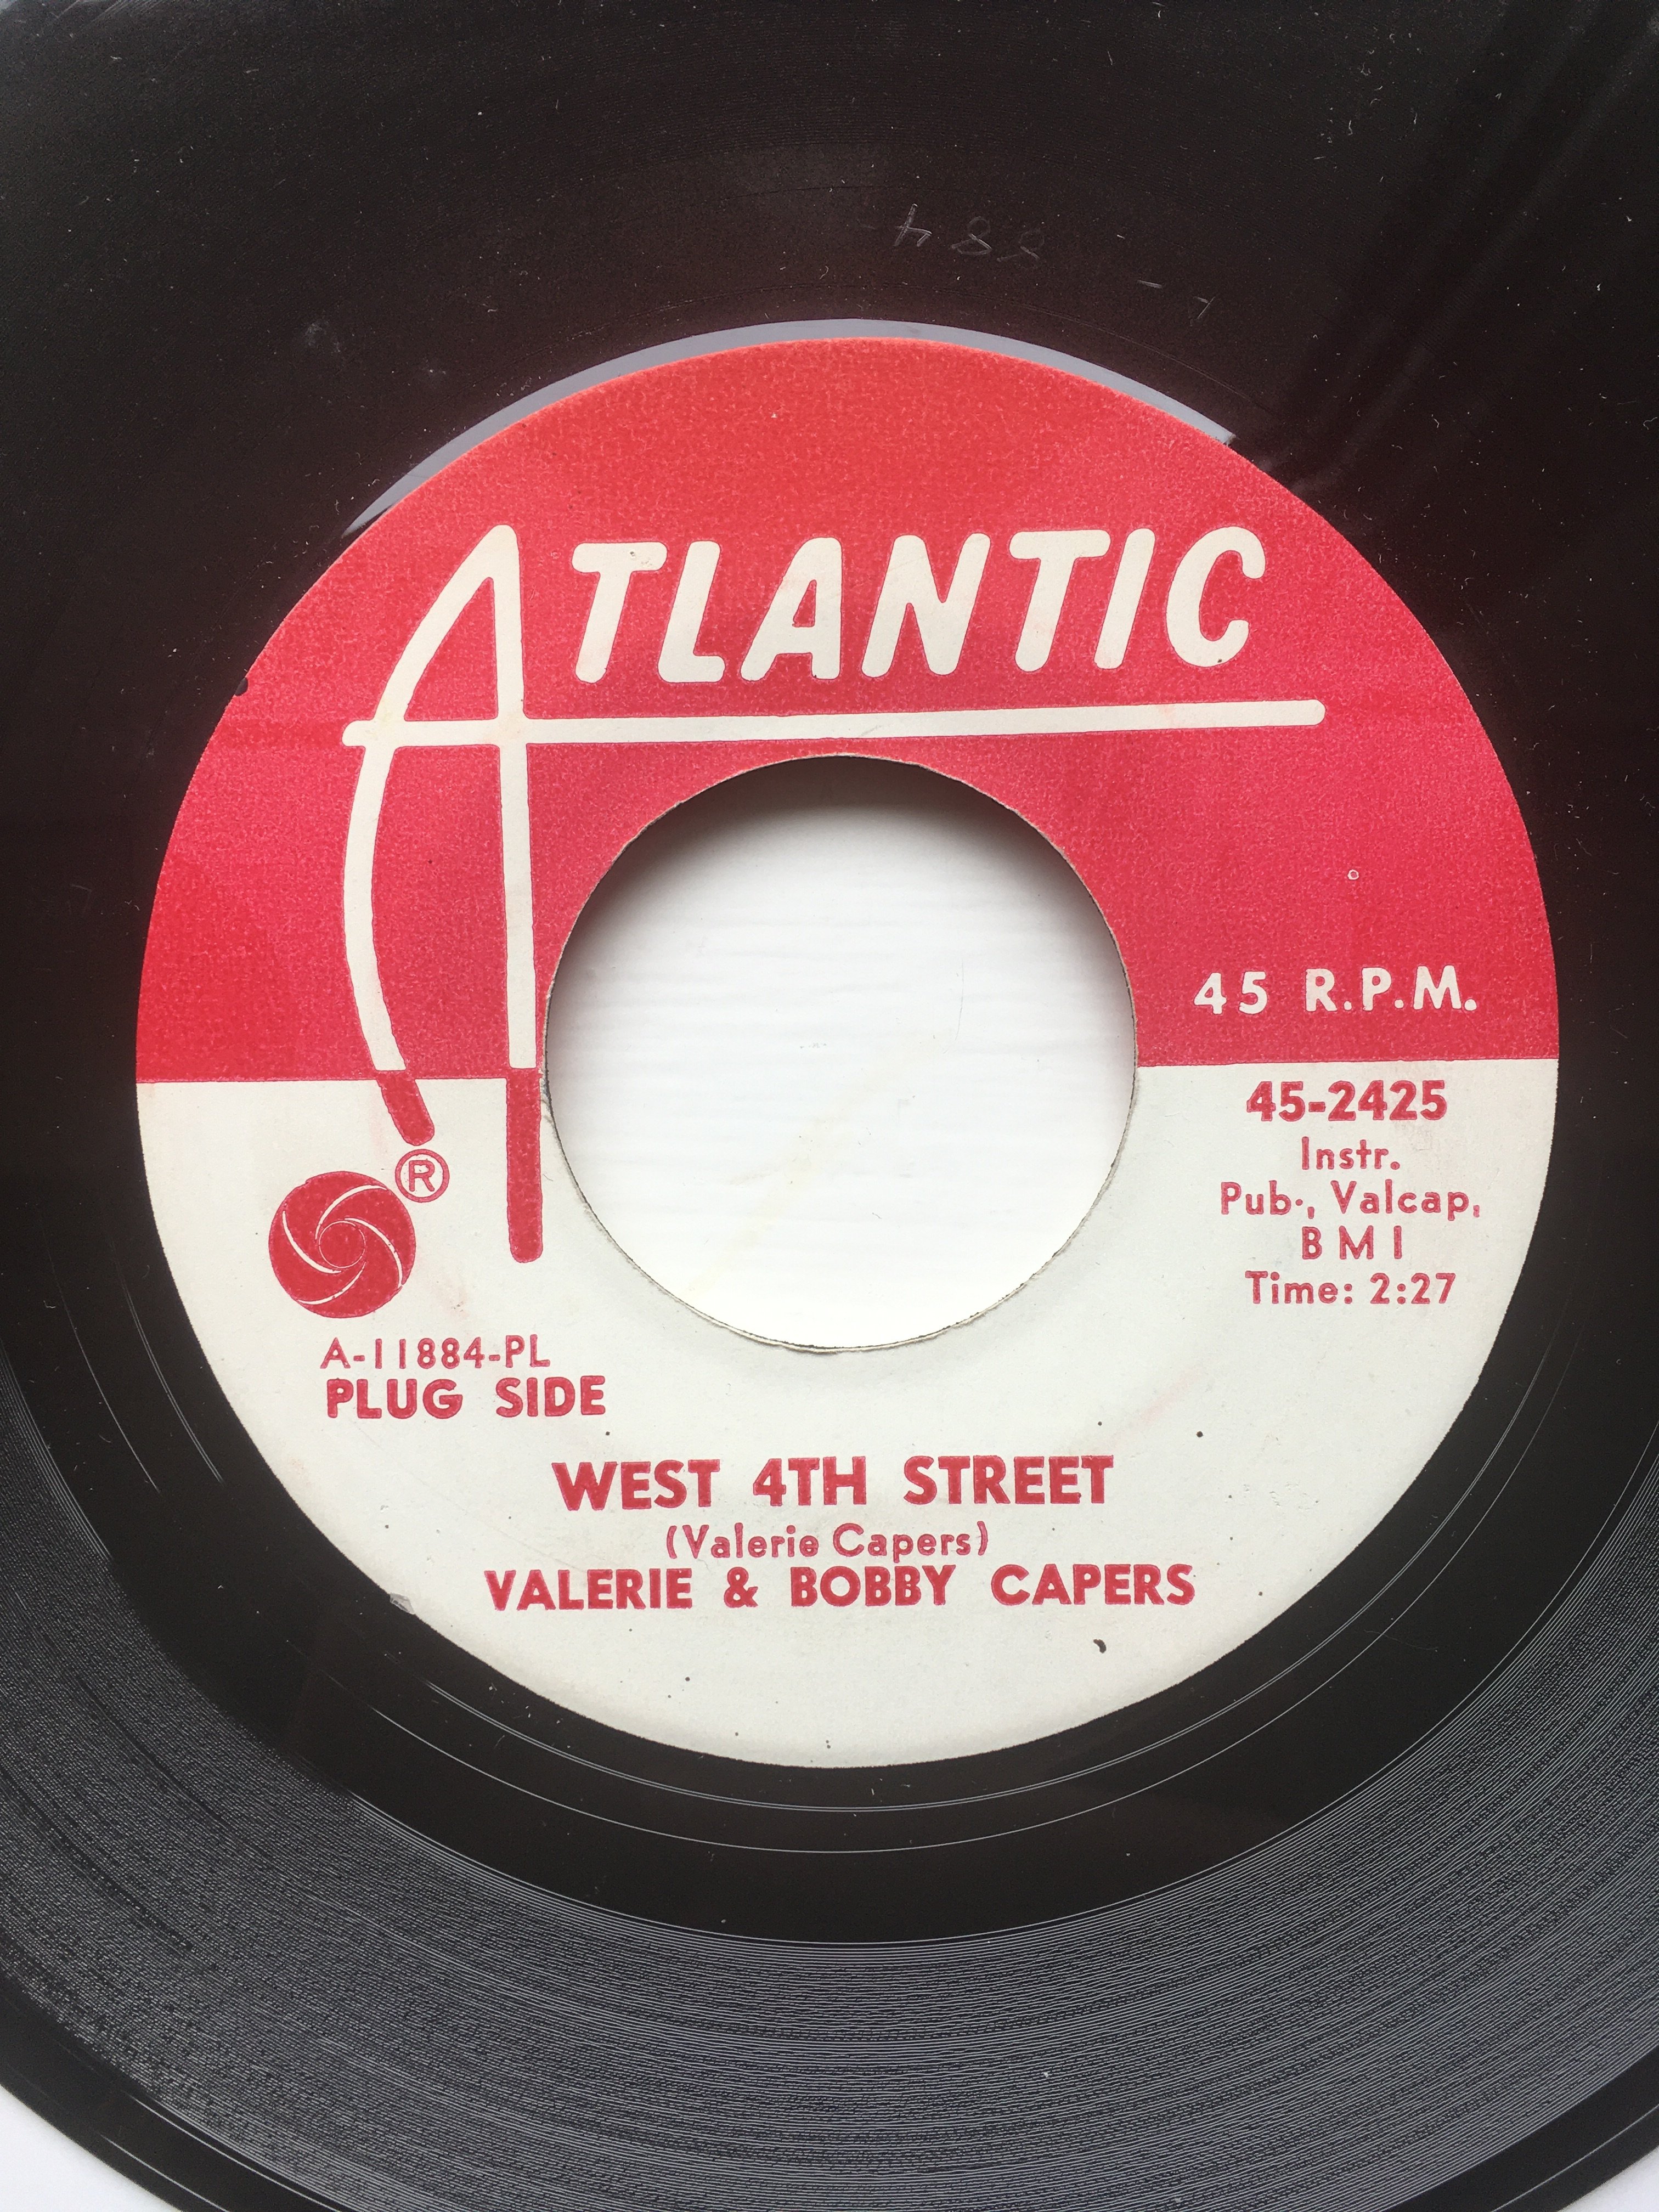 ATLANTIC
45 R.P.M.
45-2425
Instr.
Pub., Valcap,
BMI
Time: 2:27
®
A-11884-PL
PLUG SIDE
WEST 4TH STREET
(Valerie Capers)
VALERIE & BOBBY CAPERS